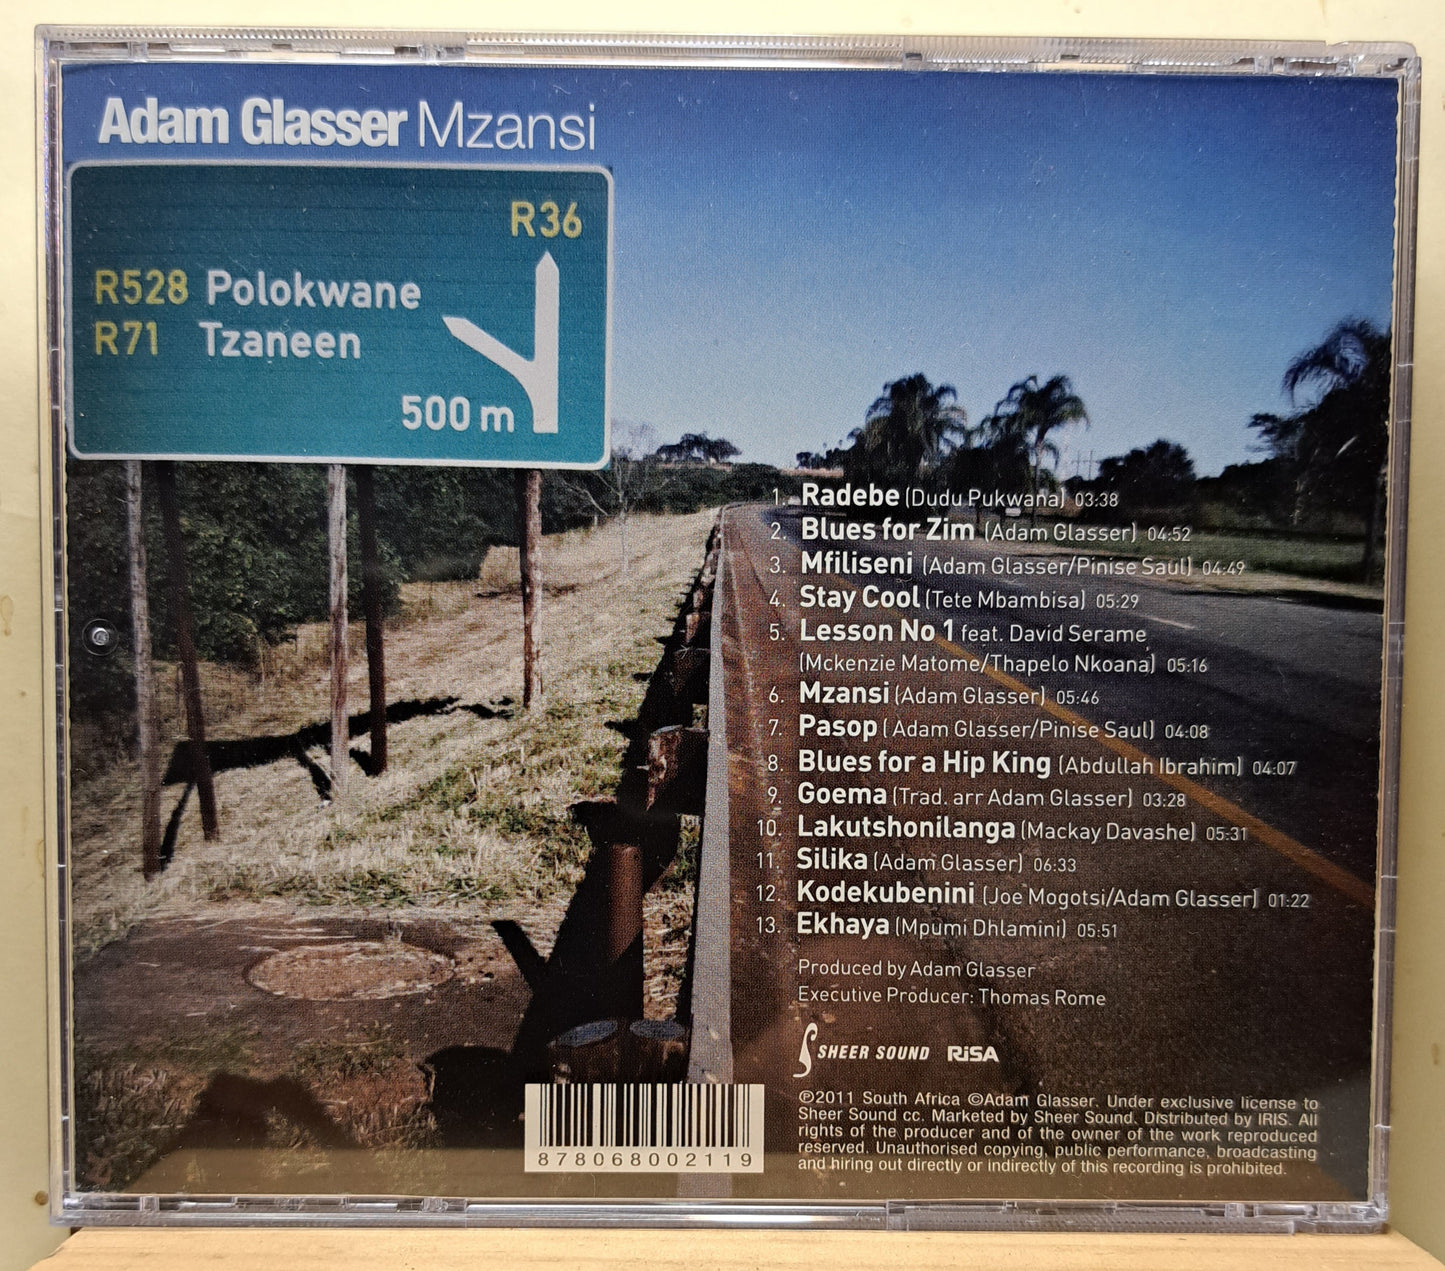 Adam Glasser Mzansi
R36
R528 Polokwane
R71 Tzaneen
500 m
1. Radebe (Dudu Pukwana) 03:38
2. Blues for Zim (Adam Glasser) 04:52
3. Mfiliseni (Adam Glasser/Pinise Saul) 04:49
4. Stay Cool (Tete Mbambisa) 05:29
5. Lesson No 1 feat. David Serame
(Mckenzie Matome/Thapelo Nkoana) 05:16
6. Mzansi (Adam Glasser) 05:46
7. Pasop ( Adam Glasser/Pinise Saul) 04:08
8. Blues for a Hip King (Abdullah Ibrahim) 04:07
9. Goema (Trad. arr Adam Glasser) 03:28
10. Lakutshonilanga (Mackay Davashe) 05:31
11. Silika (Adam Glasser) 06:33
12. Kodekubenini (Joe Mogotsi/Adam Glasser) 01:22
13. Ekhaya (Mpumi Dhlamini) 05:51
Produced by Adam Glasser
Executive Producer: Thomas Rome
SHEER SOUND RiSA
℗2011 South Africa ©Adam Glasser. Under exclusive license to
Sheer Sound cc. Marketed by Sheer Sound. Distributed by IRIS. All
rights of the producer and of the owner of the work reproduced
reserved. Unauthorised copying, public performance, broadcasting
and hiring out directly or indirectly of this recording is prohibited.
878068002119